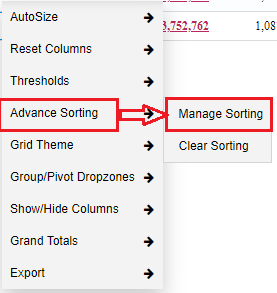 AutoSize
3,752,762 1,08
Reset Columns
Thresholds
Advance Sorting
Manage Sorting
Grid Theme
Clear Sorting
Group/Pivot Dropzones
Show/Hide Columns
Grand Totals
Export